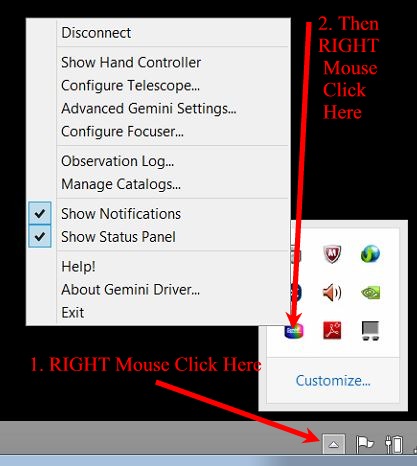 Disconnect
Show Hand Controller
Configure Telescope...
Advanced Gemini Settings...
Configure Focuser...
Observation Log...
Manage Catalogs...
Show Notifications
Show Status Panel
Help!
About Gemini Driver...
Exit
2. Then
RIGHT
Mouse
Click
Here
Customize...
1. RIGHT Mouse Click Here